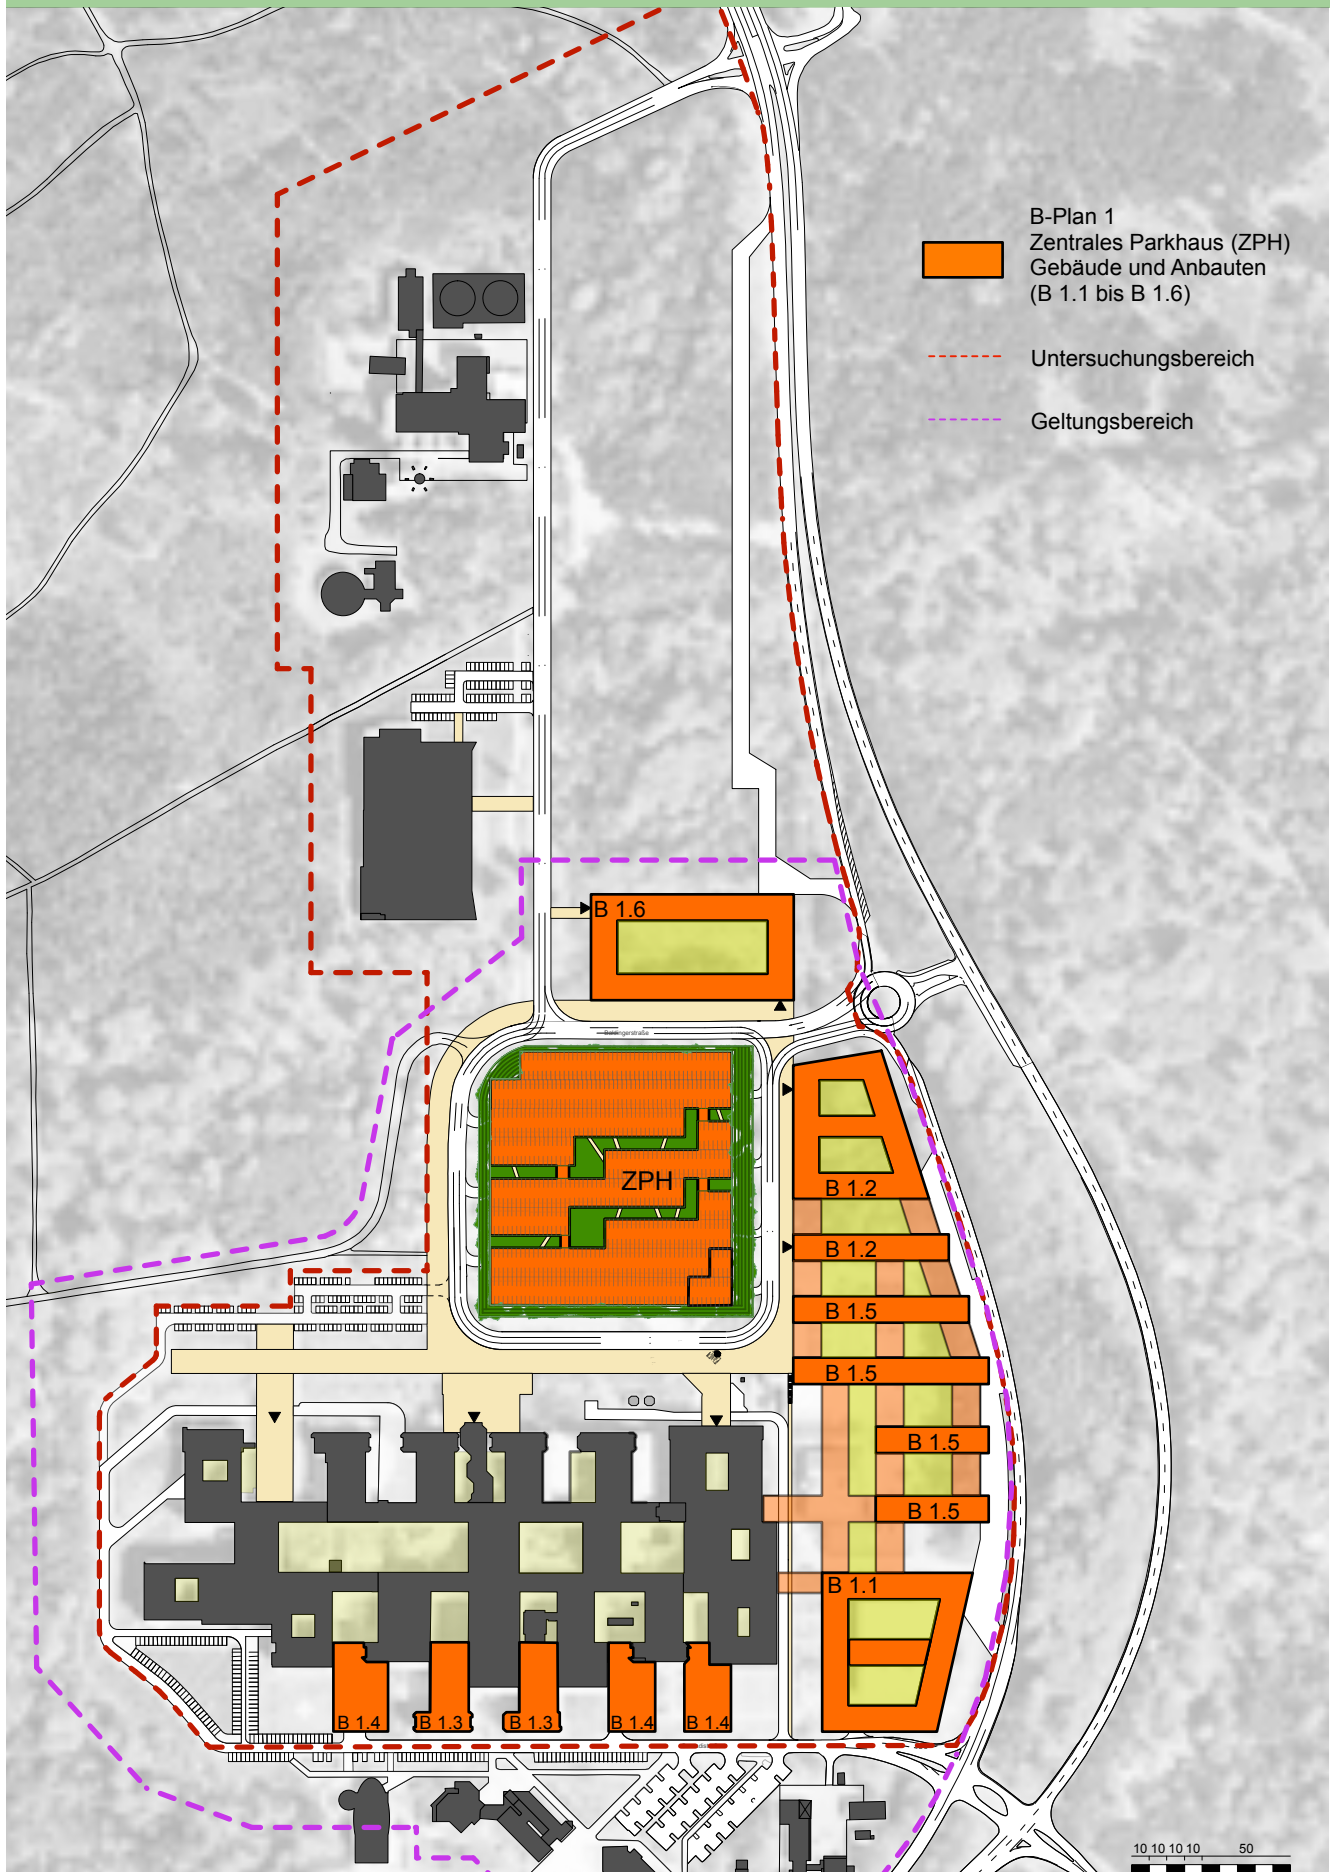 B-Plan 1
Zentrales Parkhaus (ZPH)
Gebäude und Anbauten
(B 1.1 bis B 1.6)
Untersuchungsbereich
Geltungsbereich
B 1.6
Baldingerstraße
ZPH
B 1.2
B 1.2
B 1.5
B 1.5
B 1.5
B 1.5
B 1.1
B 1.4
B 1.3
B 1.3
B 1.4
B 1.4
10 10 10 10 50